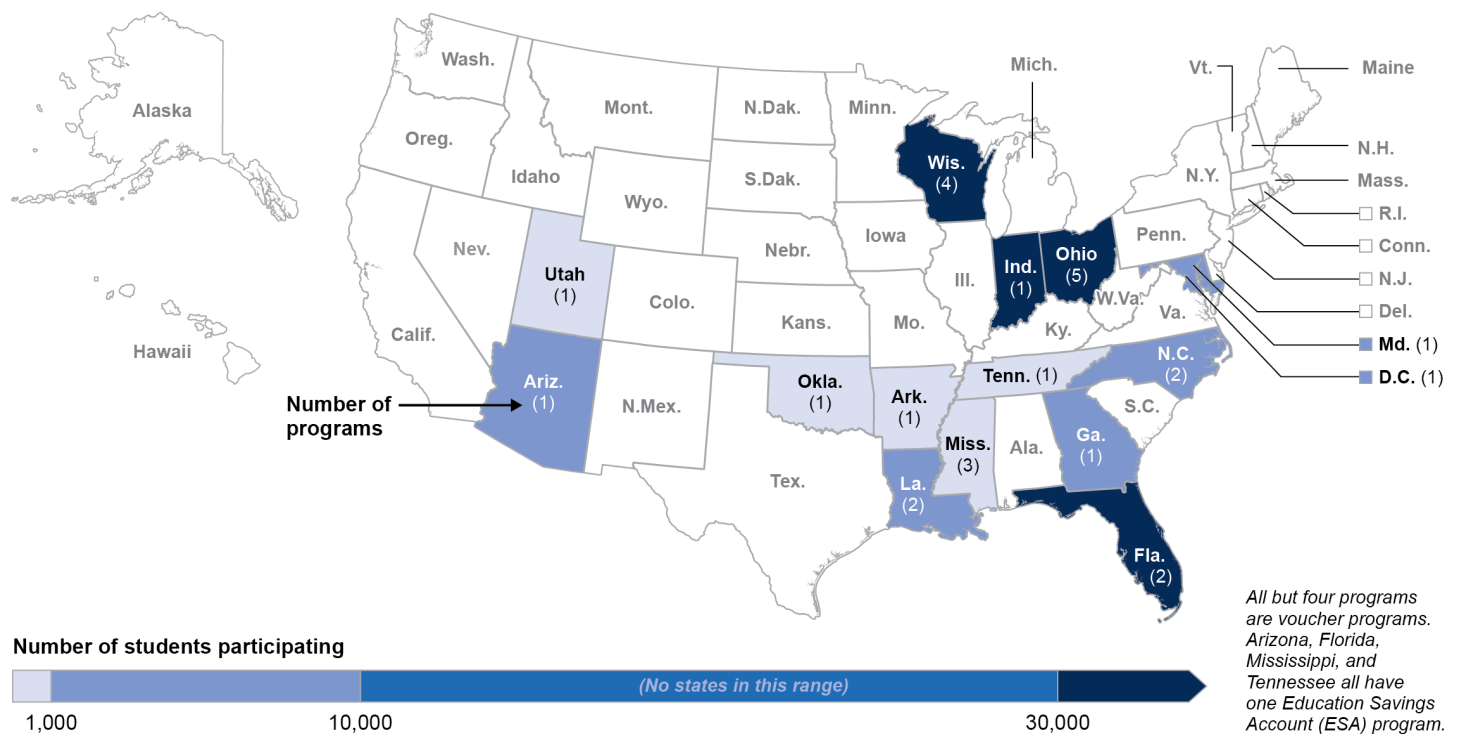 Alaska
Hawaii
Wash.
Oreg.
Calif.
Idaho
Nev.
Mont.
Wyo.
Utah
(1)
Colo.
Ariz.
(1)
N.Mex.
N.Dak.
S.Dak.
Nebr.
Kans.
Okla.
(1)
Tex.
Minn.
Iowa
Mo.
Ark.
(1)
La.
(2)
Wis.
(4)
Ill.
Mich.
Ind.
(1)
Ohio
(5)
Ky.
Tenn. (1)
Miss.
(3)
Ala.
Ga.
(1)
Fla.
(2)
S.C.
N.C.
(2)
Va.
W.Va.
Penn.
N.Y.
Vt.
Maine
N.H.
Mass.
R.I.
Conn.
N.J.
Del.
Md. (1)
D.C. (1)
Number of
programs
Number of students participating
(No states in this range)
1,000
10,000
30,000
All but four programs
are voucher programs.
Arizona, Florida,
Mississippi, and
Tennessee all have
one Education Savings
Account (ESA) program.